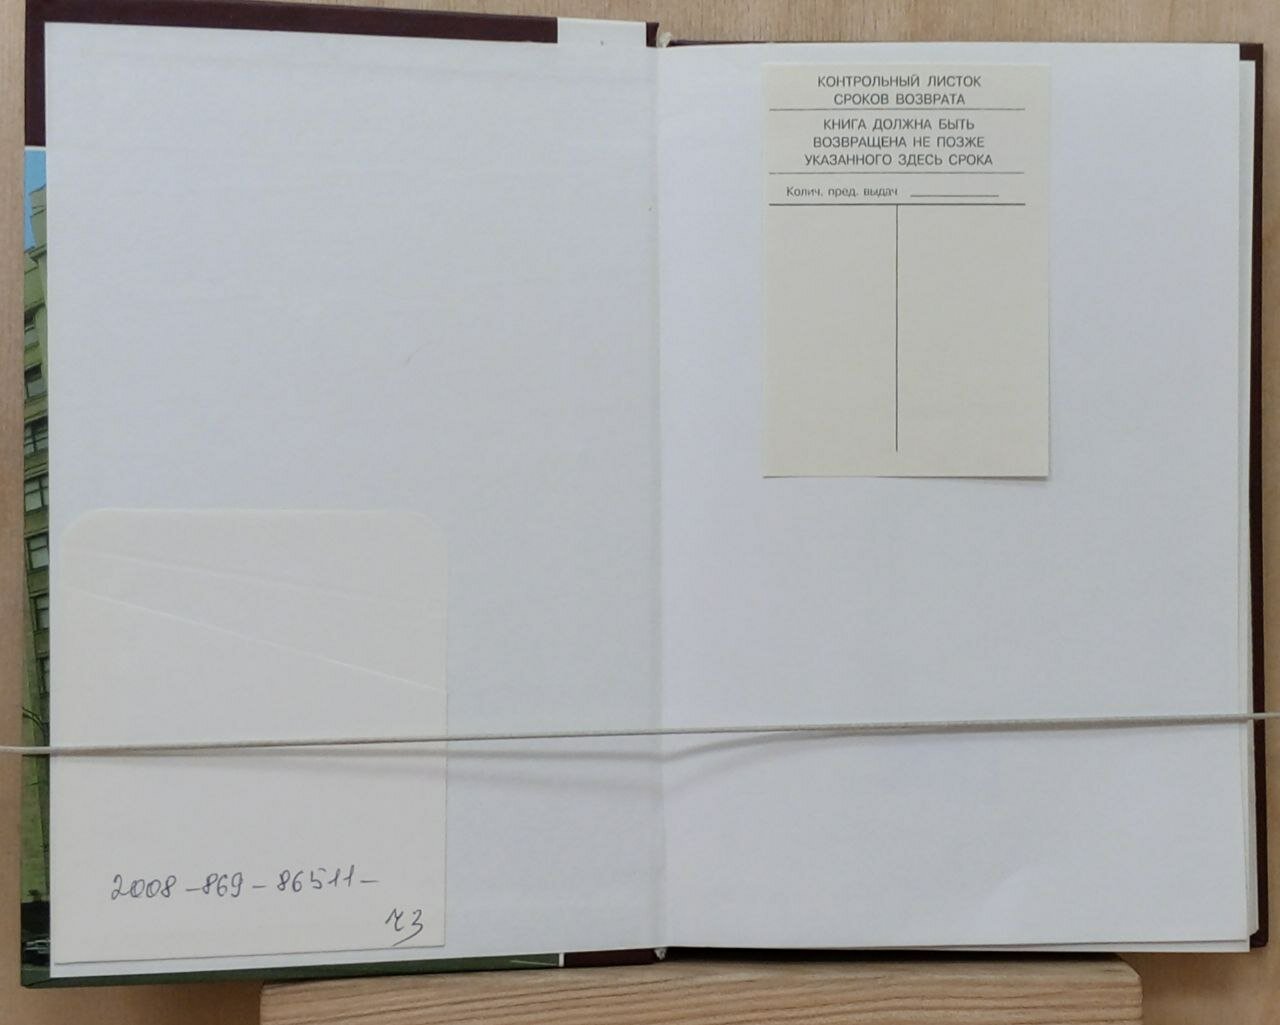 КОНТРОЛЬНЫЙ ЛИСТОК
СРОКОВ ВОЗВРАТА
КНИГА ДОЛЖНА БЫТЬ
ВОЗВРАЩЕНА НЕ ПОЗЖЕ
УКАЗАННОГО ЗДЕСЬ СРОКА
Колич. пред. выдач
2008-869-86511-
ч3